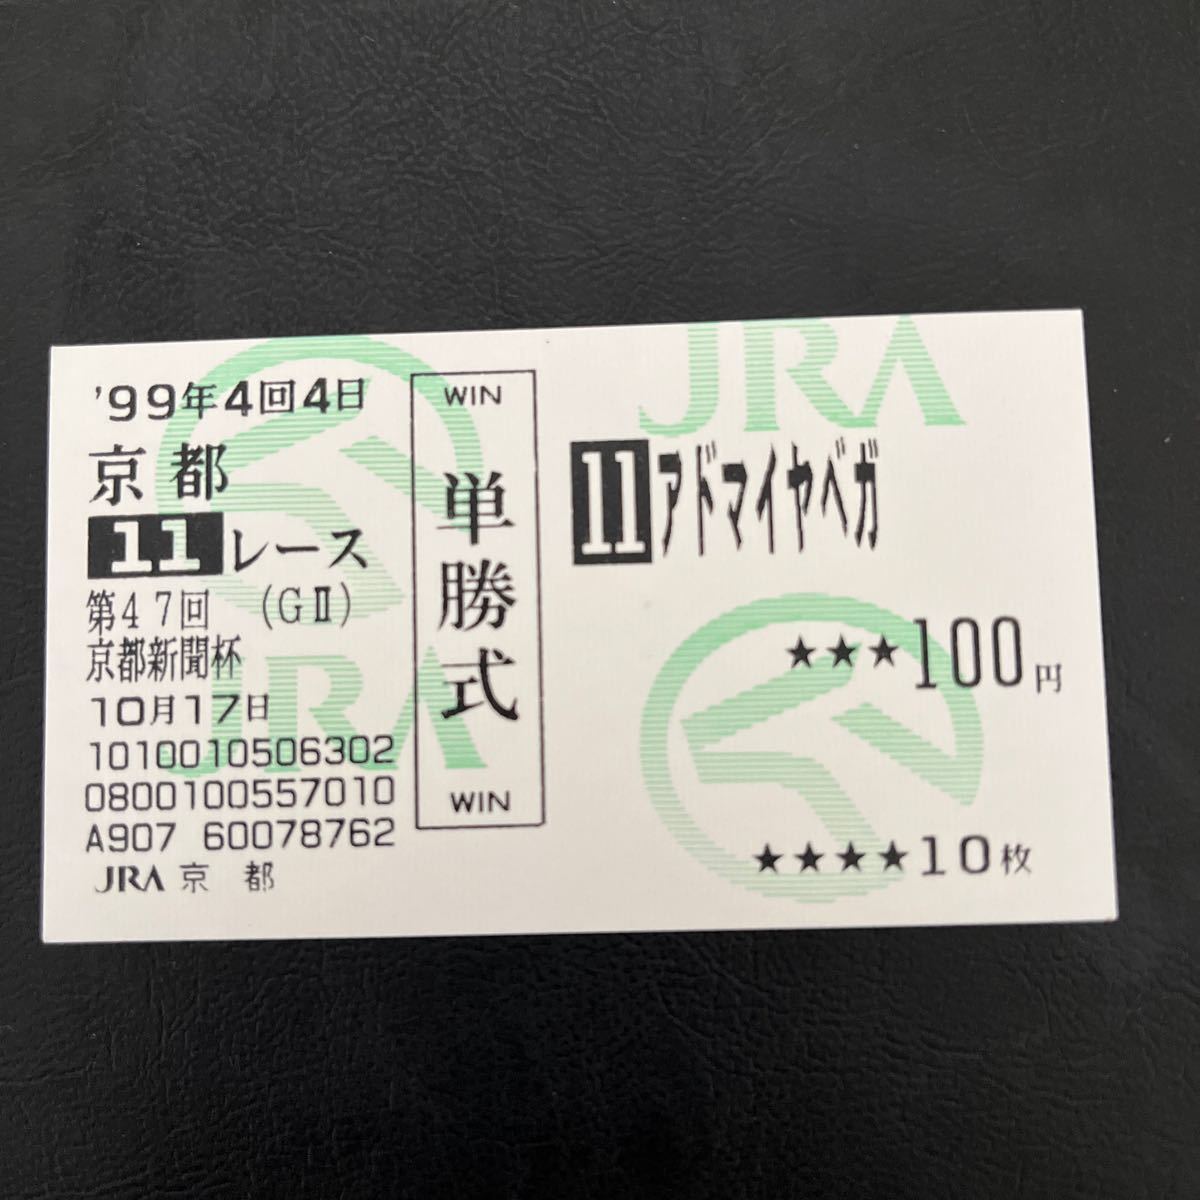 '99年4回4日
京都
11レース
第47回 (GⅡ)
京都新聞杯
10月17日
1010010506302
0800100557010
A907 60078762
JRA 京 都
WIN
単勝式
WIN
JRA
JRA
11アドマイヤベガ
★★★100円
★★★★10枚